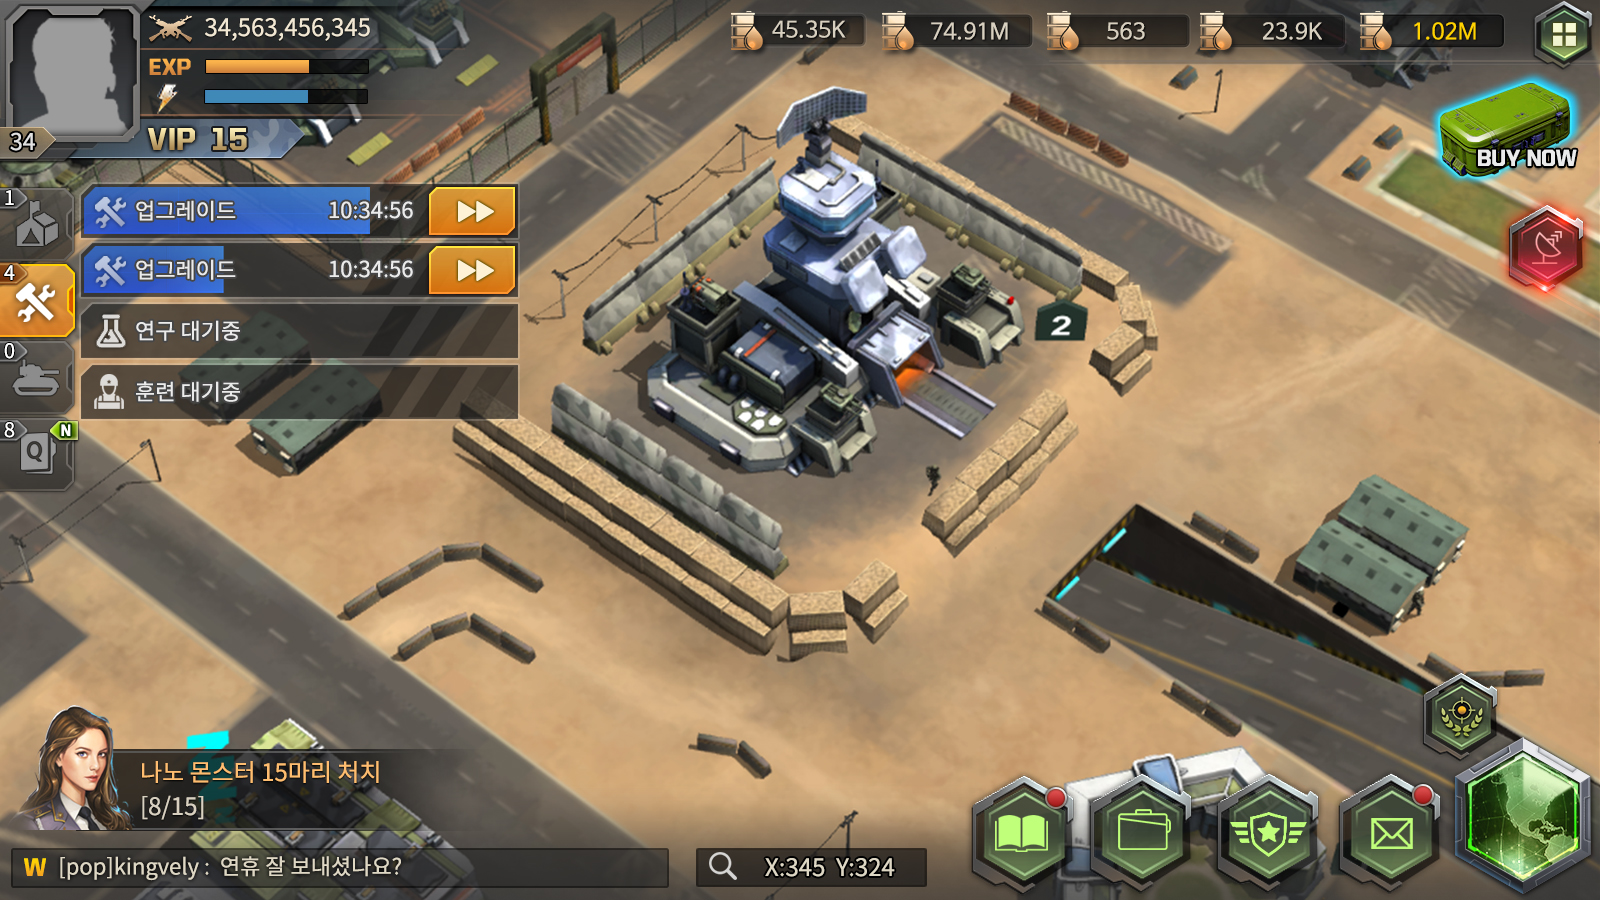 34,563,456,345
45.35K
74.91M
563
23.9K
1.02M
EXP
34
VIP 15
BUY NOW
1
업그레이드 10:34:56
4
업그레이드 10:34:56
연구 대기중
0
훈련 대기중
8
N
Q
2
나노 몬스터 15마리 처치
[8/15]
W [pop]kingvely : 연휴 잘 보내셨나요?
X:345 Y:324